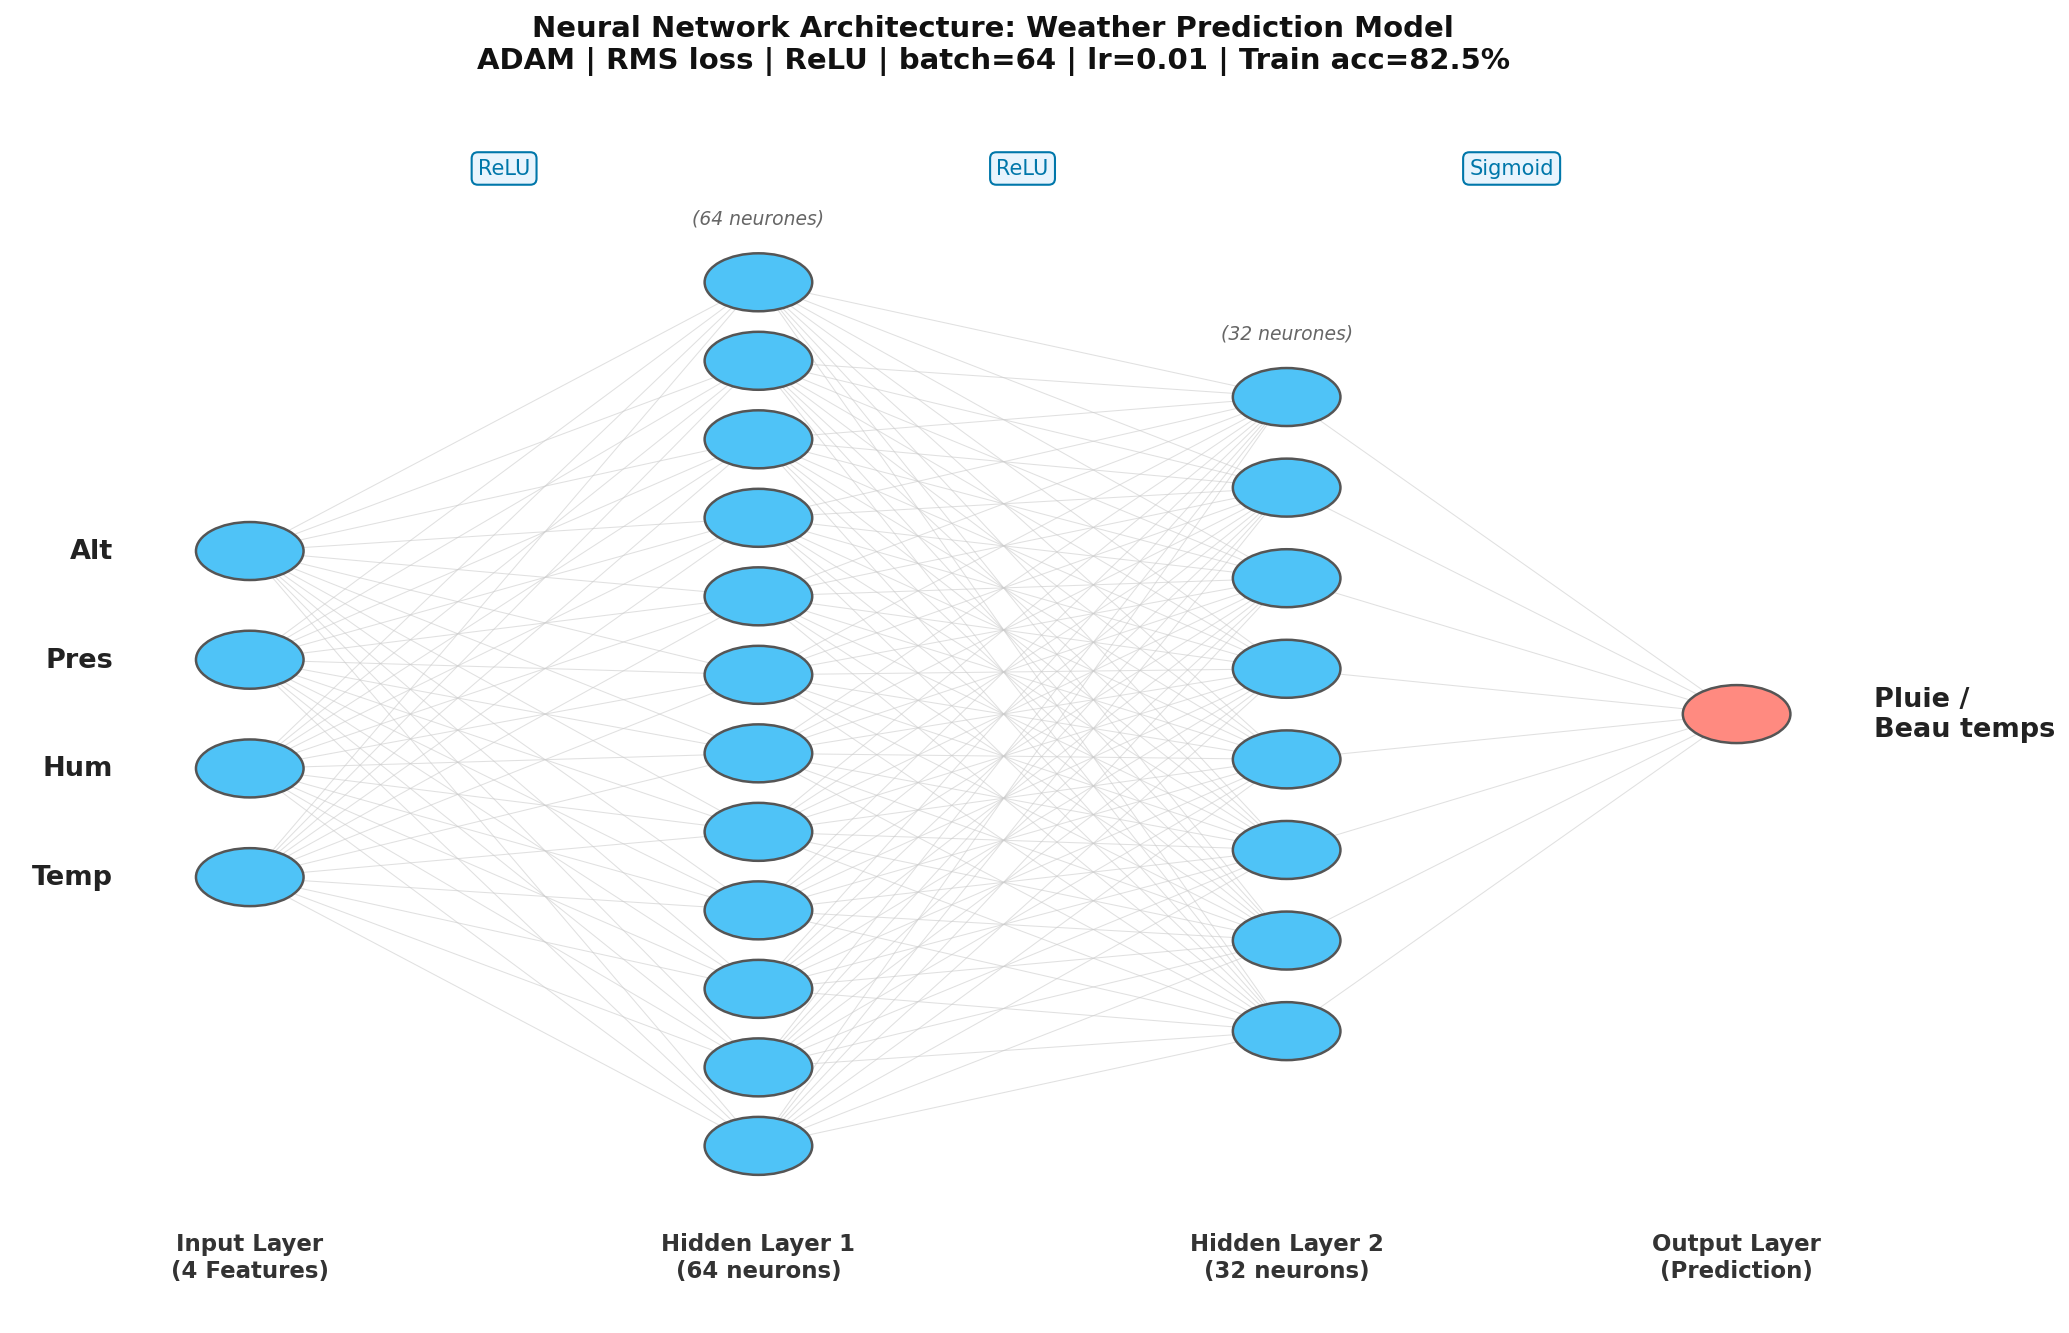 Neural Network Architecture: Weather Prediction Model
ADAM | RMS loss | ReLU | batch=64 | lr=0.01 | Train acc=82.5%
ReLU
ReLU
Sigmoid
(64 neurones)
(32 neurones)
Alt
Pres
Hum
Temp
Pluie /
Beau temps
Input Layer
(4 Features)
Hidden Layer 1
(64 neurons)
Hidden Layer 2
(32 neurons)
Output Layer
(Prediction)